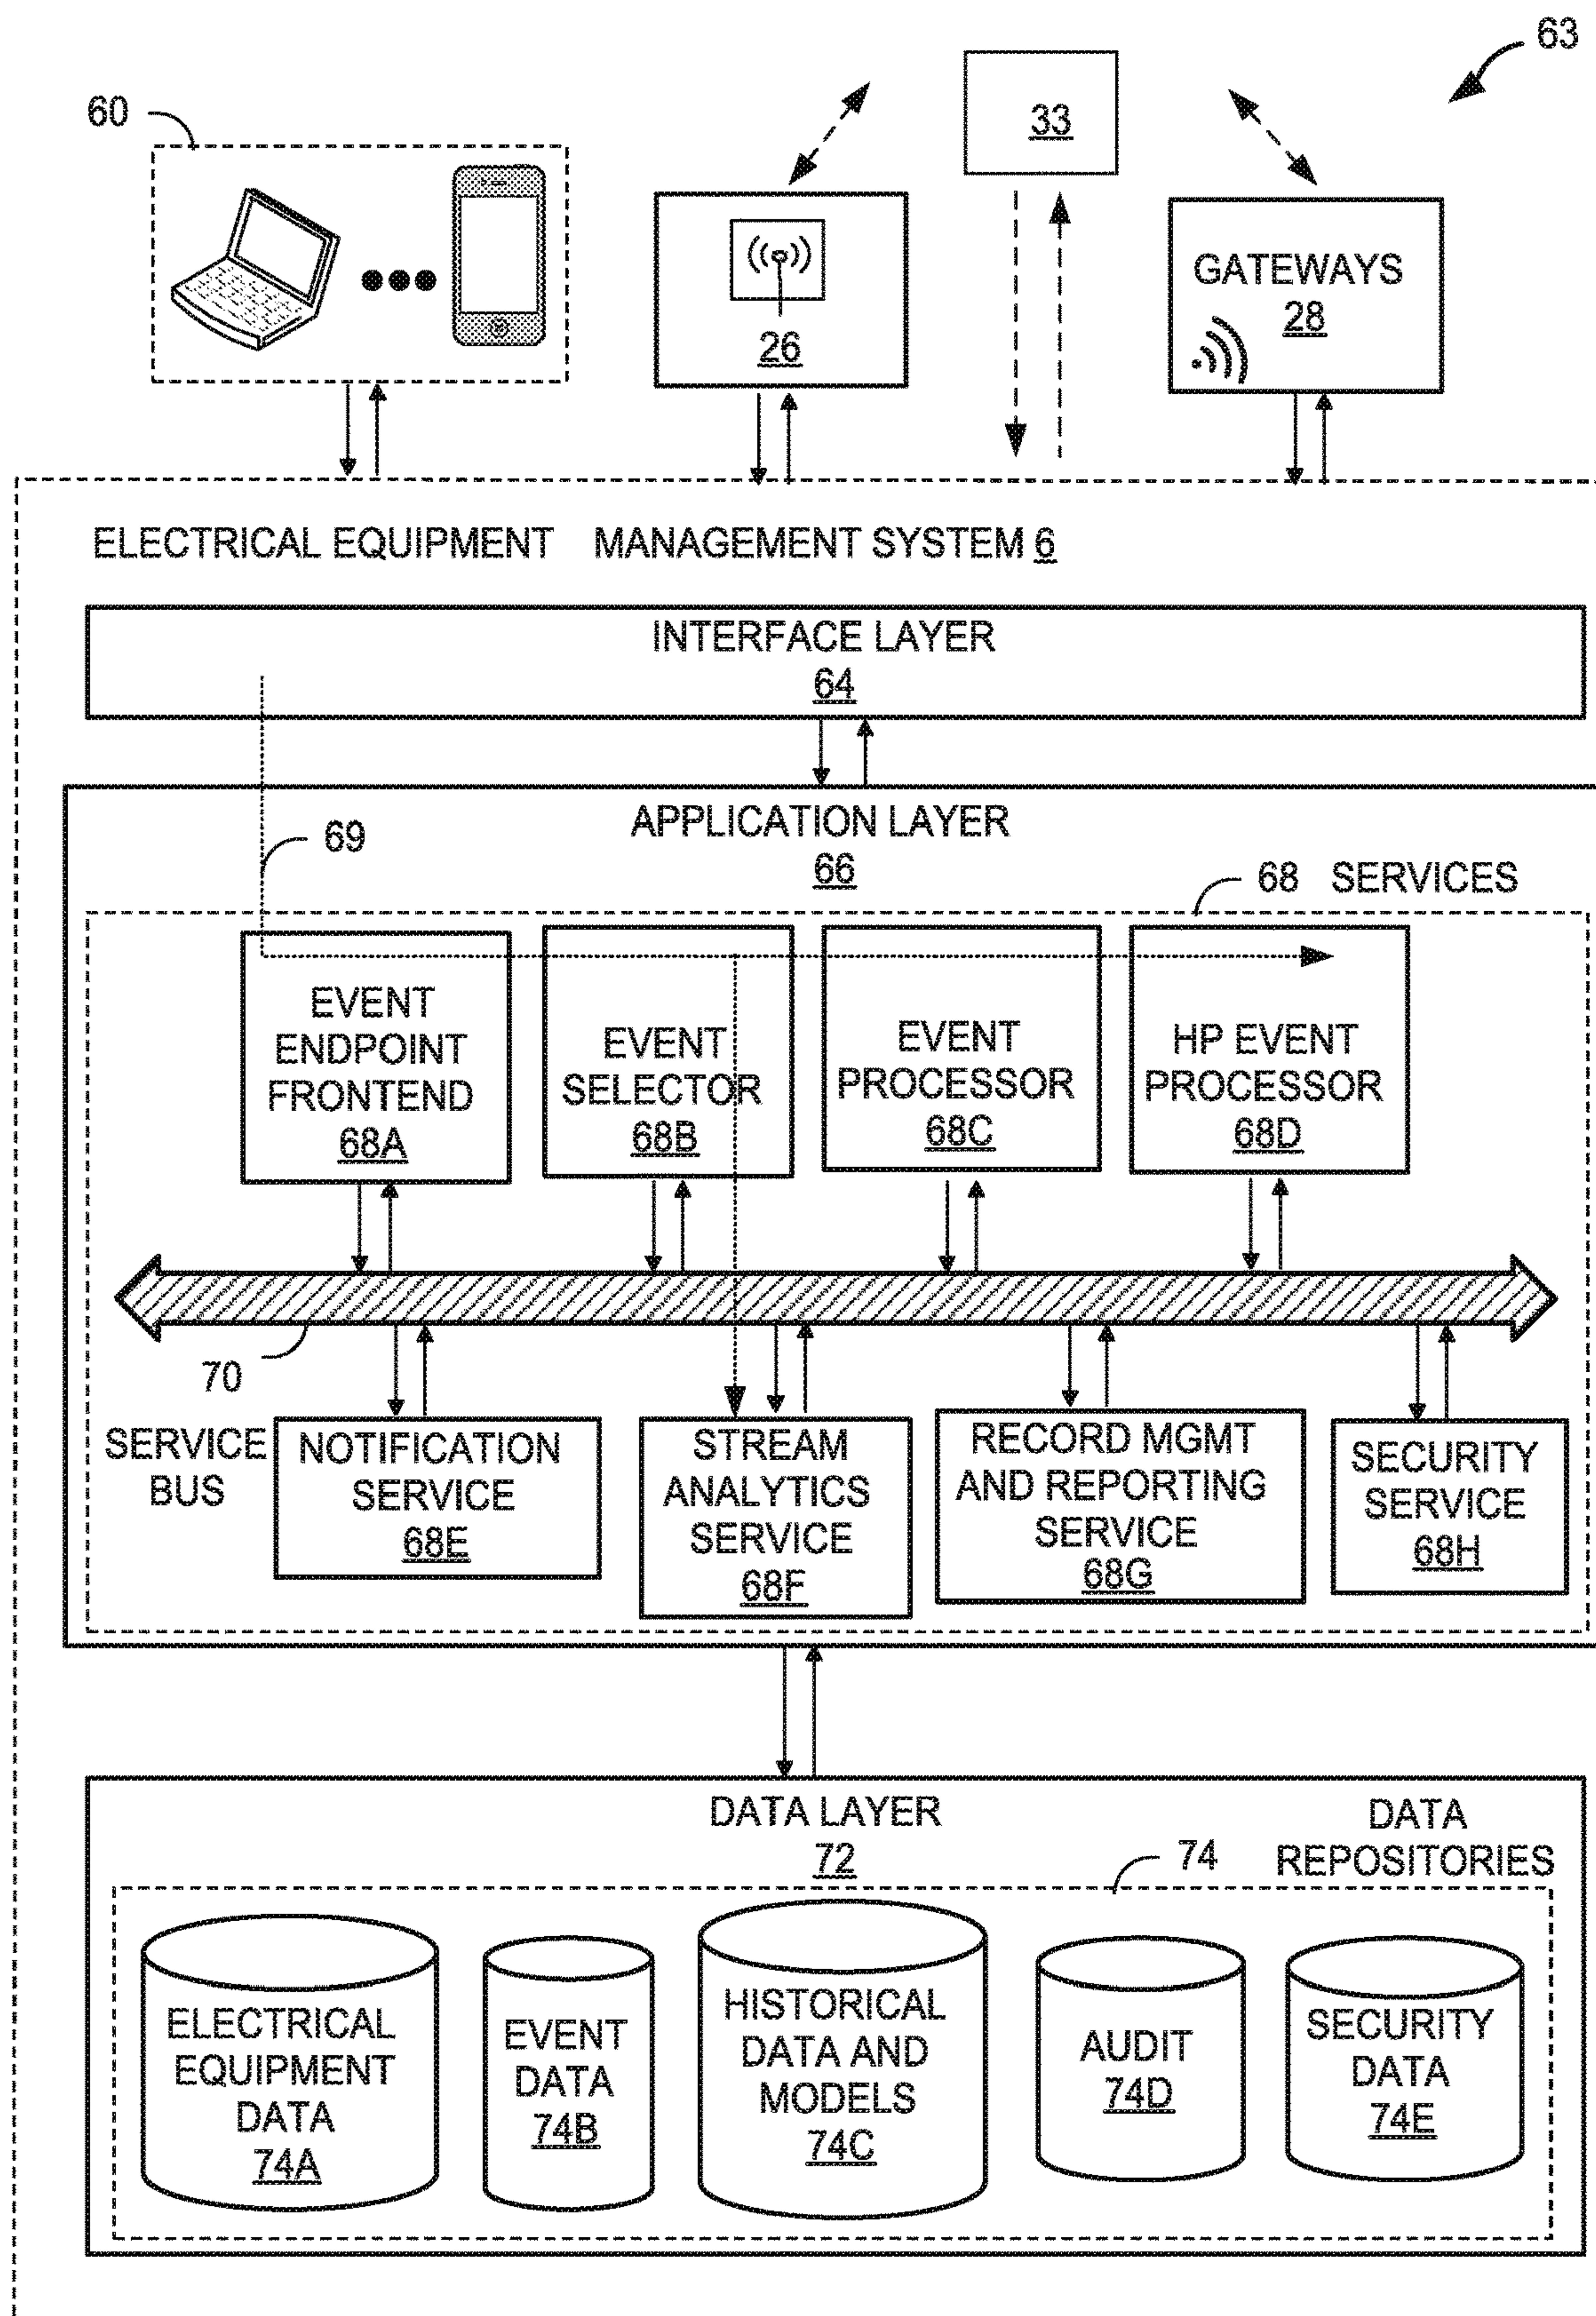 63
60
33
26
GATEWAYS
28
ELECTRICAL EQUIPMENT MANAGEMENT SYSTEM 6
INTERFACE LAYER
64
69
APPLICATION LAYER
66
68 SERVICES
EVENT
ENDPOINT
FRONTEND
68A
EVENT
SELECTOR
68B
EVENT
PROCESSOR
68C
HP EVENT
PROCESSOR
68D
70
SERVICE
BUS
NOTIFICATION
SERVICE
68E
STREAM
ANALYTICS
SERVICE
68F
RECORD MGMT
AND REPORTING
SERVICE
68G
SECURITY
SERVICE
68H
DATA LAYER
72
74
DATA
REPOSITORIES
ELECTRICAL
EQUIPMENT
DATA
74A
EVENT
DATA
74B
HISTORICAL
DATA AND
MODELS
74C
AUDIT
74D
SECURITY
DATA
74E